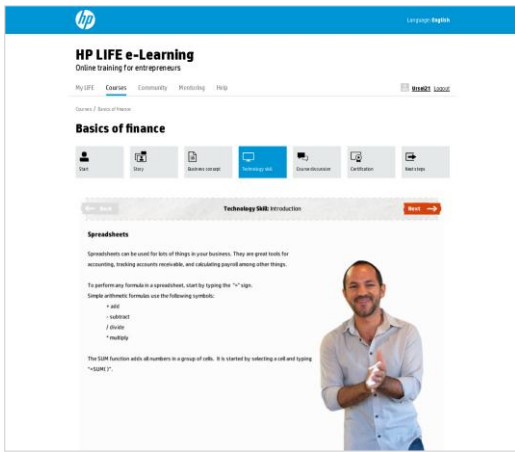 hp
Language: English
HP LIFE e-Learning
Online training for entrepreneurs
My LIFE Courses Community Mentoring Help
Logout
Courses / Basics of finance
Basics of finance
Start Story Business concept Technology skill Course discussion Certification Next steps
Back Technology Skill: Introduction Next
Spreadsheets
Spreadsheets can be used for lots of things in your business. They are great tools for
accounting, tracking accounts receivable, and calculating payroll among other things.
To perform any formula in a spreadsheet, start by typing the "=" sign.
Simple arithmetic formulas use the following symbols:
+ add
- subtract
/ divide
* multiply
The SUM function adds all numbers in a group of cells. It is started by selecting a cell and typing
"=SUM( )".